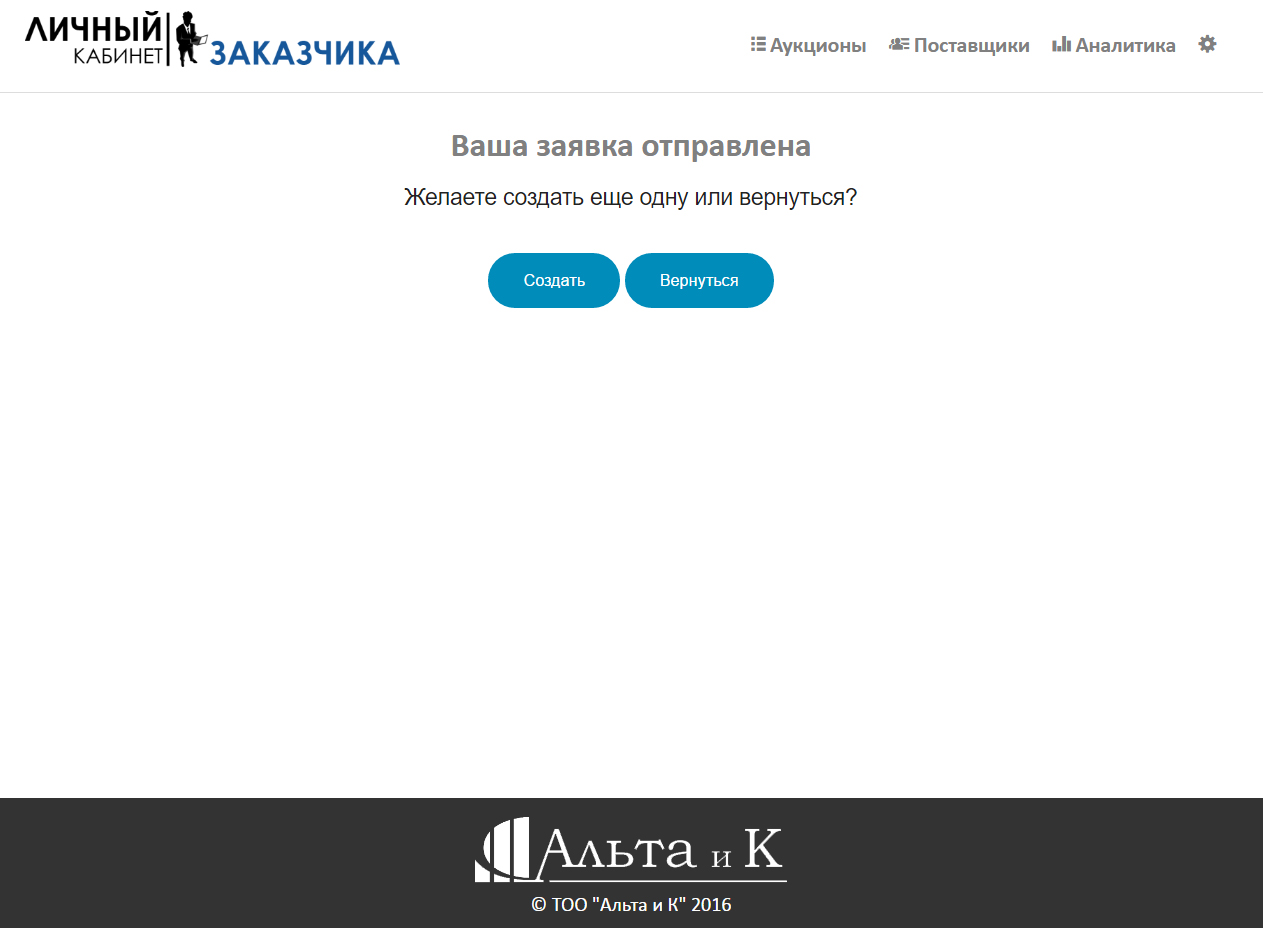 ЛИЧНЫЙ
КАБИНЕТ
ЗАКАЗЧИКА
Аукционы Поставщики Аналитика
Ваша заявка отправлена
Желаете создать еще одну или вернуться?
Создать Вернуться
Альта и К
© ТОО "Альта и К" 2016